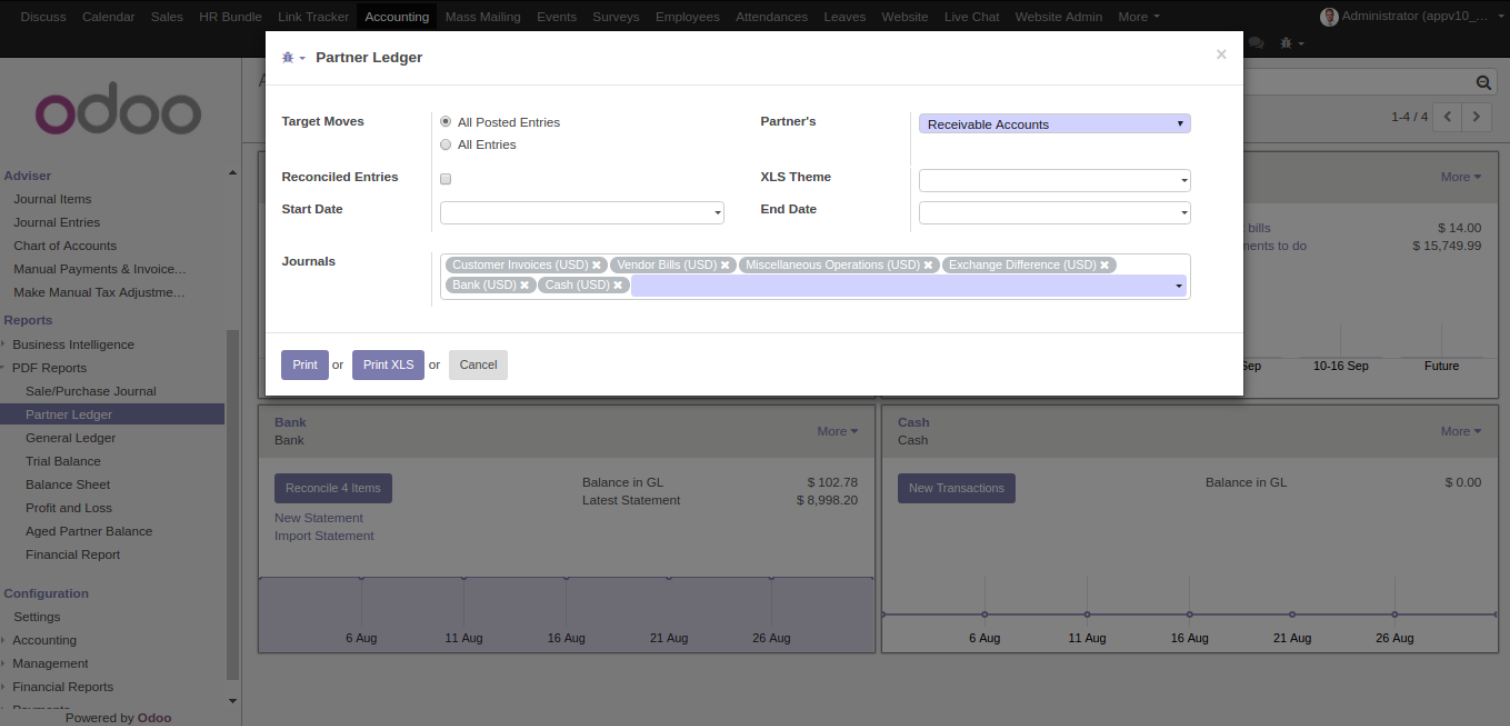 Discuss Calendar Sales HR Bundle Link Tracker Accounting Mass Mailing Events Surveys Employees Attendances Leaves Website Live Chat Website Admin More Administrator (appv10_...
Partner Ledger ×
odoo
1-4 / 4
Target Moves All Posted Entries Partner's Receivable Accounts
All Entries
Reconciled Entries XLS Theme
Start Date End Date
Journals Customer Invoices (USD) Vendor Bills (USD) Miscellaneous Operations (USD) Exchange Difference (USD)
Bank (USD) Cash (USD)
Print or Print XLS or Cancel
Adviser
Journal Items
Journal Entries
Chart of Accounts
Manual Payments & Invoice...
Make Manual Tax Adjustme...
Reports
Business Intelligence
PDF Reports
Sale/Purchase Journal
Partner Ledger
General Ledger
Trial Balance
Balance Sheet
Profit and Loss
Aged Partner Balance
Financial Report
Configuration
Settings
Accounting
Management
Financial Reports
Powered by Odoo
More
bills $ 14.00
to do $ 15,749.99
10-16 Sep Future
Bank
Bank
More
Reconcile 4 Items
New Statement
Import Statement
Balance in GL $ 102.78
Latest Statement $ 8,998.20
6 Aug 11 Aug 16 Aug 21 Aug 26 Aug
Cash
Cash
More
New Transactions
Balance in GL $ 0.00
6 Aug 11 Aug 16 Aug 21 Aug 26 Aug